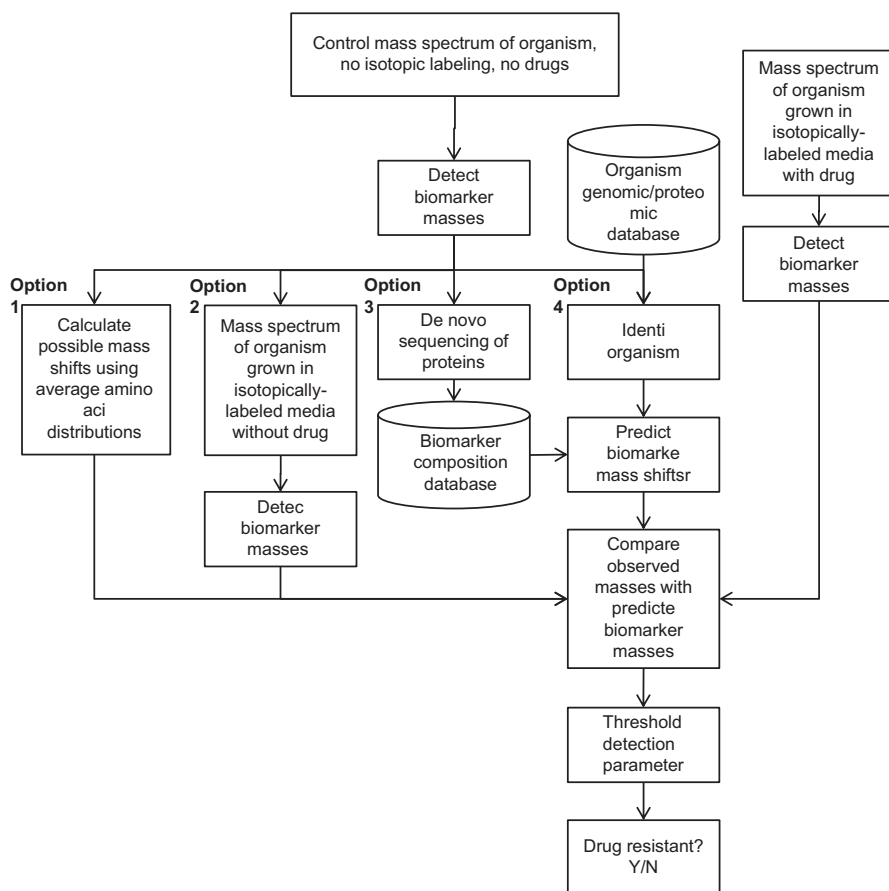 Control mass spectrum of organism,
no isotopic labeling, no drugs
Mass spectrum
of organism
grown in
isotopically-
labeled media
with drug
Detect
biomarker
masses
Organism
genomic/proteo
mic
database
Detect
biomarker
masses
Option
1
Calculate
possible mass
shifts using
average amino
aci
distributions
Option
2
Mass spectrum
of organism
grown in
isotopically-
labeled media
without drug
Option
3
De novo
sequencing of
proteins
Option
4
Identi
organism
Biomarker
composition
database
Predict
biomarke
mass shiftsr
Detec
biomarker
masses
Compare
observed
masses with
predicte
biomarker
masses
Threshold
detection
parameter
Drug resistant?
Y/N